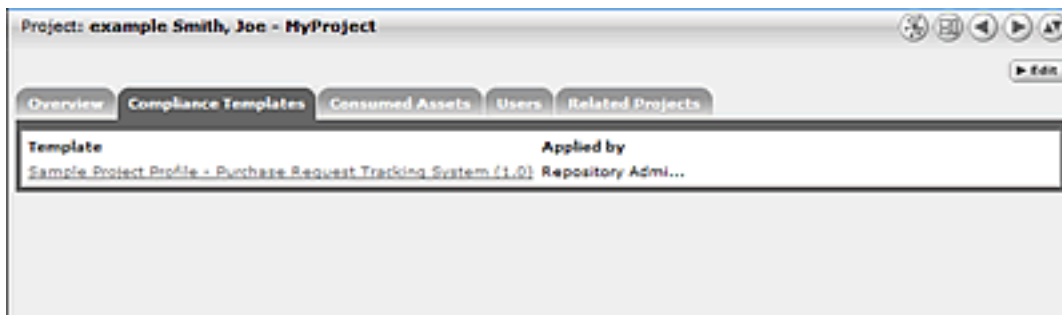 Project: example Smith, Joe - MyProject
Edit
Overview Compliance Templates Consumed Assets Users Related Projects
Template Applied by
Sample Project Profile - Purchase Request Tracking System (1.0) Repository Admi...